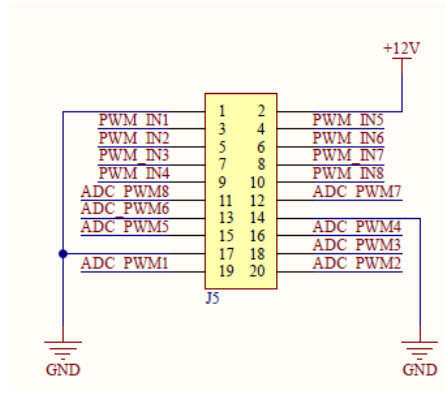 +12V
1 2
PWM_IN1 3 4 PWM_IN5
PWM_IN2 5 6 PWM_IN6
PWM_IN3 7 8 PWM_IN7
PWM_IN4 9 10 PWM_IN8
ADC_PWM8 11 12 ADC_PWM7
ADC_PWM6 13 14
ADC_PWM5 15 16 ADC_PWM4
17 18 ADC_PWM3
ADC_PWM1 19 20 ADC_PWM2
J5
GND GND